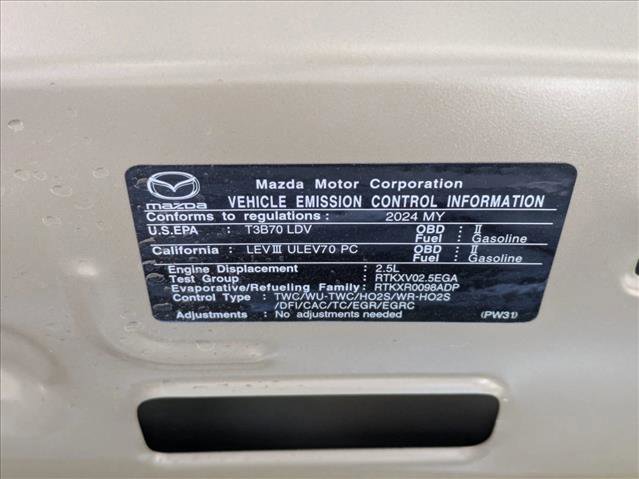 mazda
Mazda Motor Corporation
VEHICLE EMISSION CONTROL INFORMATION
Conforms to regulations: 2024 MY
U.S.EPA : T3B70 LDV OBD : II
Fuel : Gasoline
California : LEVIII ULEV70 PC OBD : II
Fuel : Gasoline
Engine Displacement : 2.5L
Test Group : RTKXV02.5EGA
Evaporative/Refueling Family: RTKXR0098ADP
Control Type : TWC/WU-TWC/HO2S/WR-HO2S
/DFI/CAC/TC/EGR/EGRC
Adjustments : No adjustments needed (PW31)